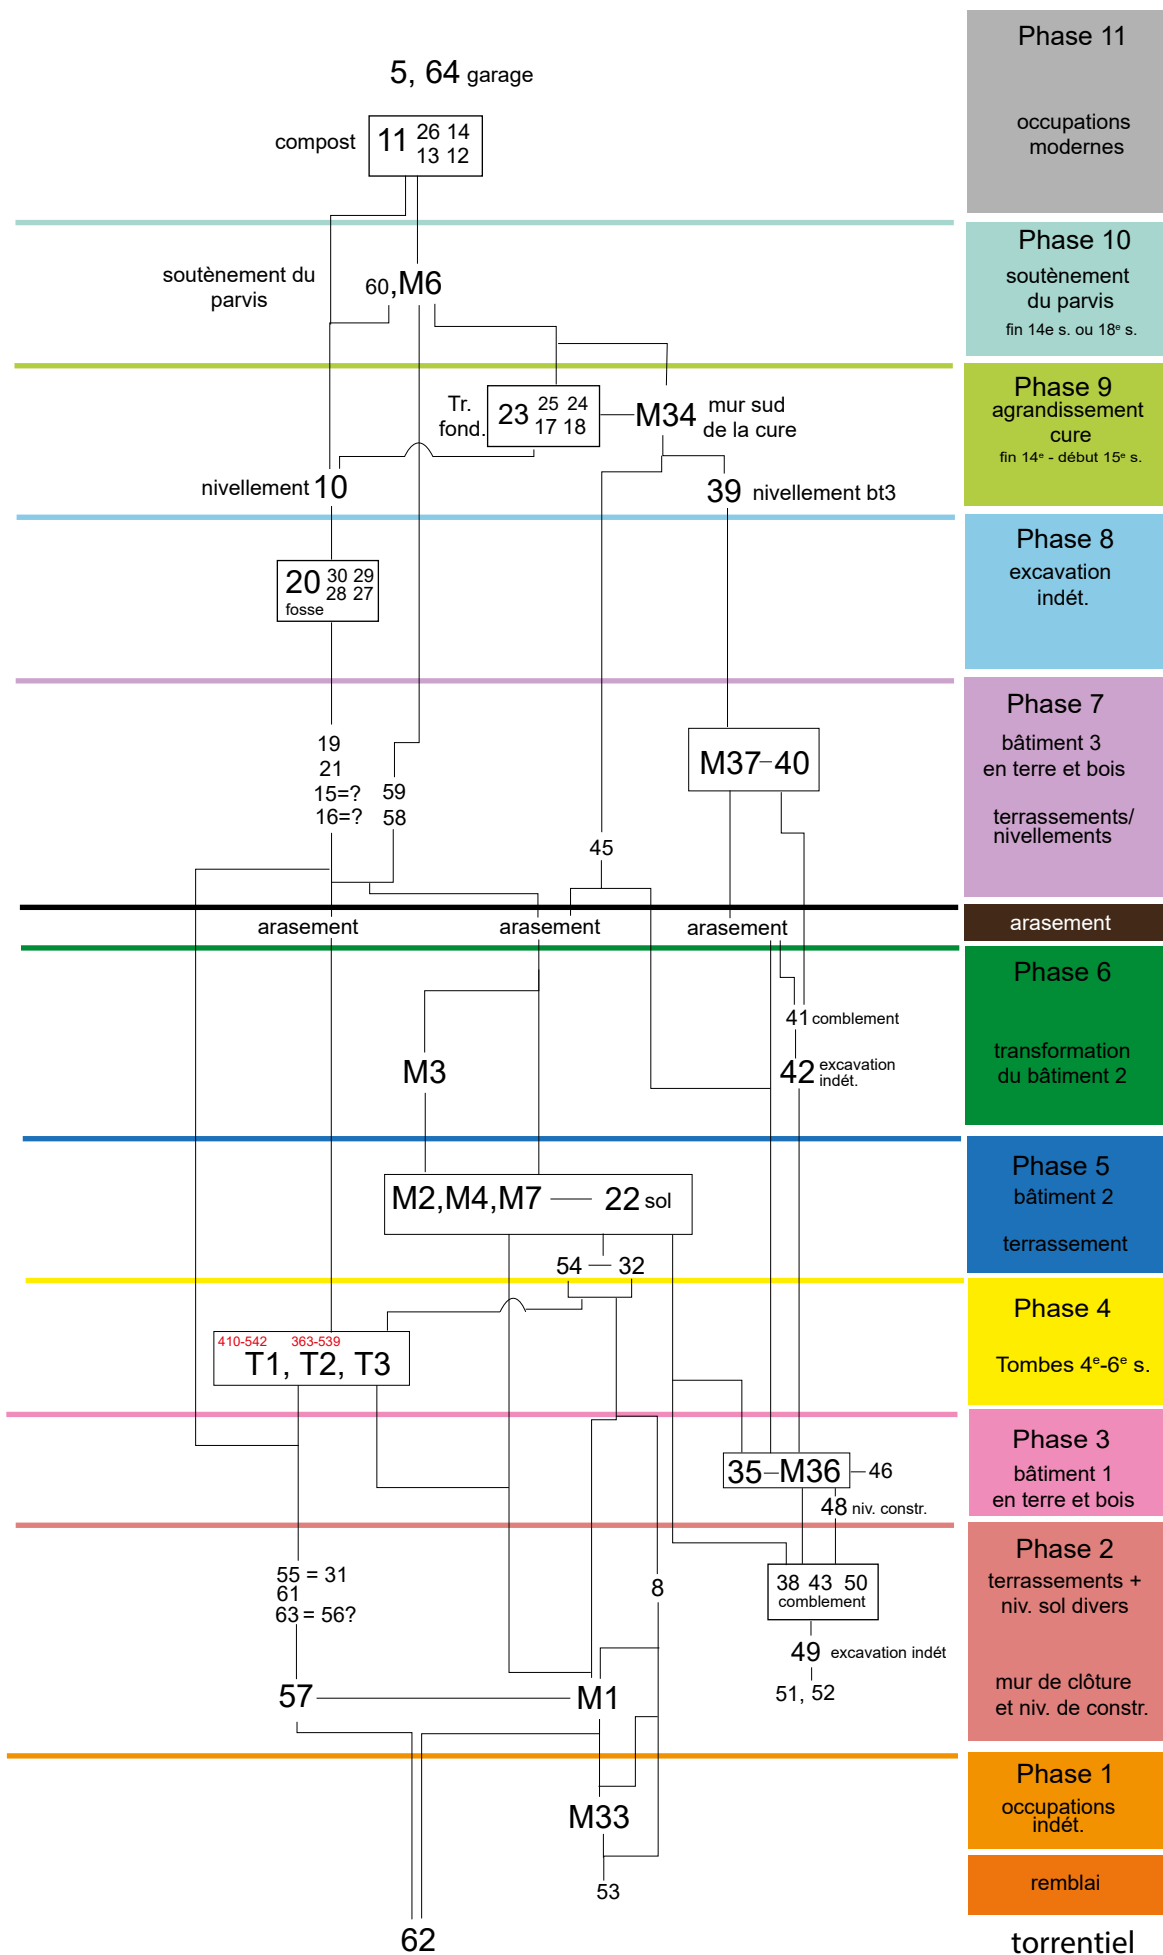 Phase 11
occupations
modernes
5, 64 garage
compost
11 26 14
13 12
Phase 10
soutènement
du parvis
fin 14e s. ou 18e s.
soutènement du
parvis
60,M6
Phase 9
agrandissement
cure
fin 14e - début 15e s.
Tr.
fond.
23 25 24
17 18
M34
mur sud
de la cure
nivellement 10
39 nivellement bt3
Phase 8
excavation
indét.
20 30 29
28 27
fosse
Phase 7
bâtiment 3
en terre et bois
terrassements/
nivellements
19
21
15=?
16=?
59
58
45
M37-40
arasement
arasement
arasement
arasement
Phase 6
transformation
du bâtiment 2
41 comblement
M3
42 excavation
indét.
Phase 5
bâtiment 2
terrassement
M2,M4,M7 — 22 sol
54 — 32
Phase 4
Tombes 4e-6e s.
410-542 363-539
T1, T2, T3
Phase 3
bâtiment 1
en terre et bois
35-M36-46
48 niv. constr.
Phase 2
terrassements +
niv. sol divers
mur de clôture
et niv. de constr.
55 = 31
61
63 = 56?
8
38 43 50
comblement
49 excavation indét
51, 52
57
M1
Phase 1
occupations
indét.
M33
remblai
53
62
torrentiel